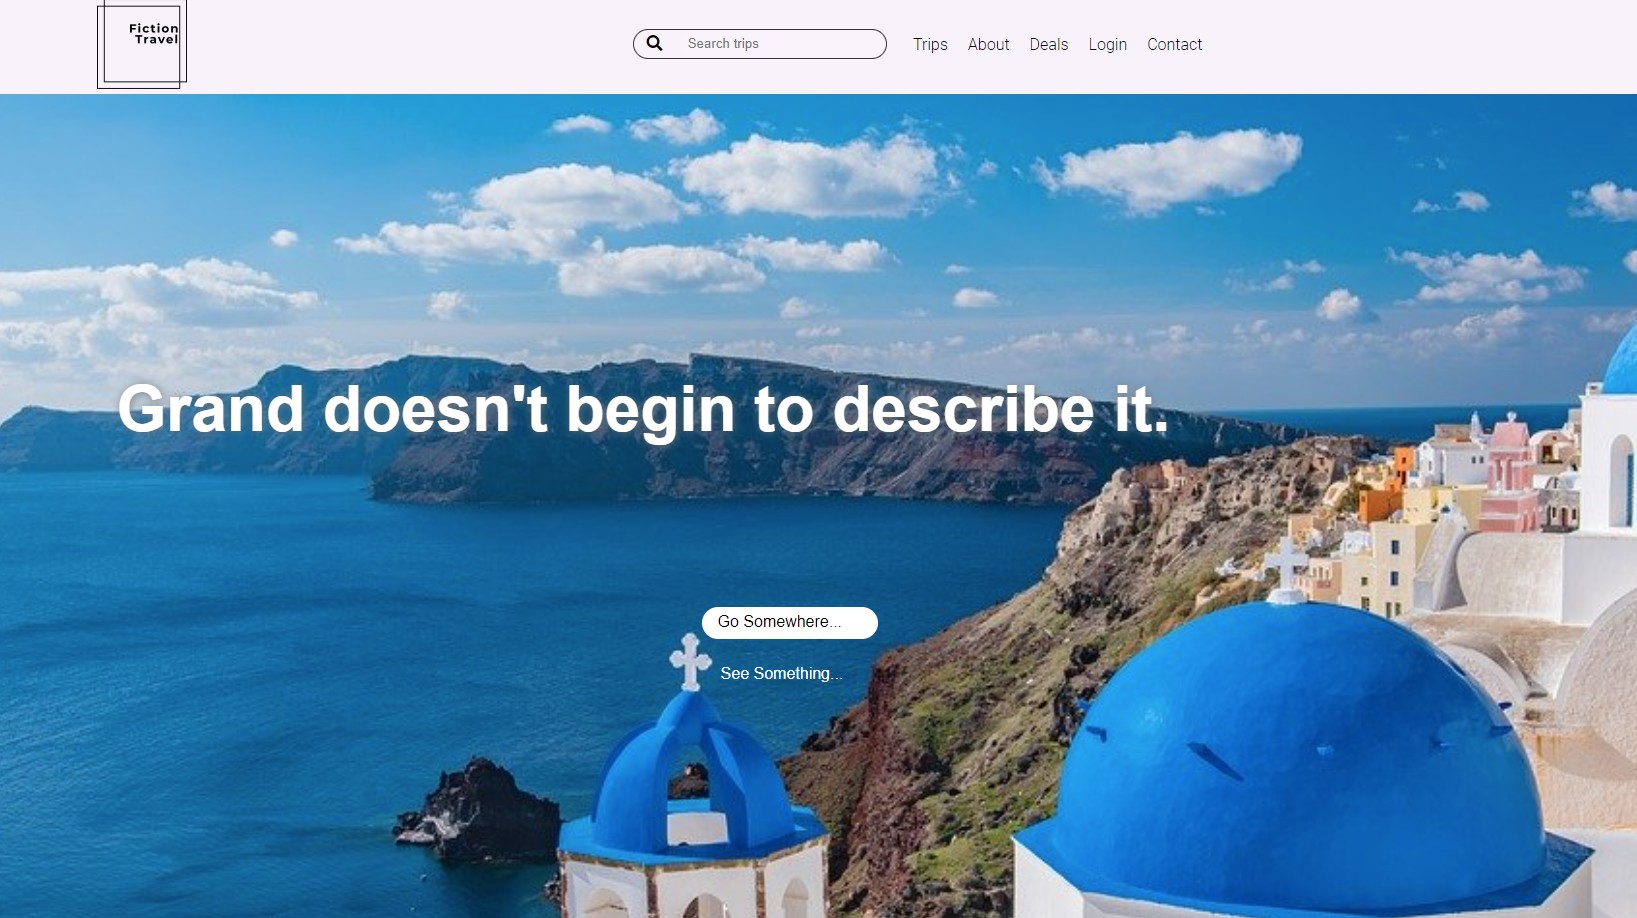 Fiction
Travel
Search trips
Trips
About
Deals
Login
Contact
Grand doesn't begin to describe it.
Go Somewhere...
See Something...